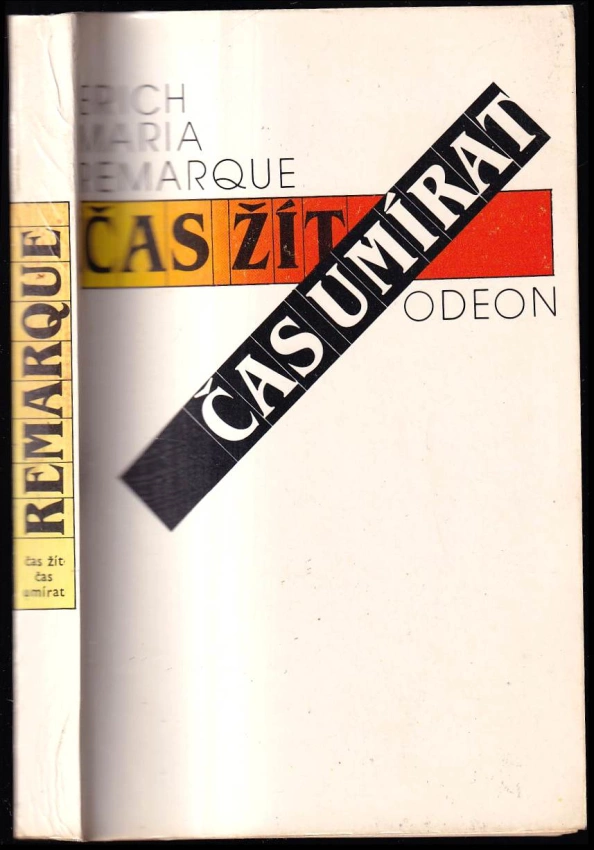 ERICH
MARIA
REMARQUE
ČAS ŽÍT
ČAS UMÍRAT
ODEON
REMARQUE
čas žít
čas
umírat